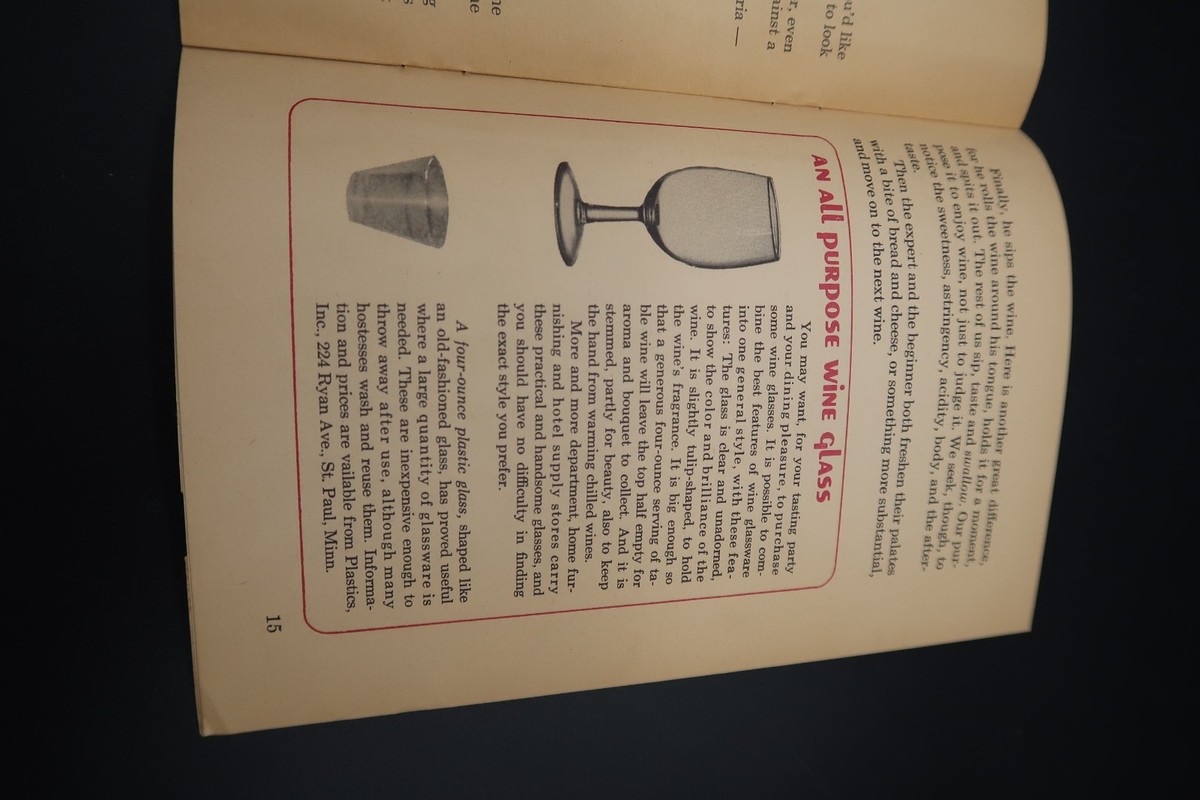 u'd like
to look
r, even
ainst a
ria —
ne
ne
g
s
Finally, he sips the wine. Here is another great difference,
for he rolls the wine around his tongue, holds it for a moment,
and spits it out. The rest of us sip, taste and swallow. Our pur-
pose it to enjoy wine, not just to judge it. We seek, though, to
notice the sweetness, astringency, acidity, body, and the after-
taste.
Then the expert and the beginner both freshen their palates
with a bite of bread and cheese, or something more substantial,
and move on to the next wine.
AN All PURPOSE WINE GLASS
You may want, for your tasting party
and your dining pleasure, to purchase
some wine glasses. It is possible to com-
bine the best features of wine glassware
into one general style, with these fea-
tures: The glass is clear and unadorned,
to show the color and brilliance of the
wine. It is slightly tulip-shaped, to hold
the wine's fragrance. It is big enough so
that a generous four-ounce serving of ta-
ble wine will leave the top half empty for
aroma and bouquet to collect. And it is
stemmed, partly for beauty, also to keep
the hand from warming chilled wines.
More and more department, home fur-
nishing and hotel supply stores carry
these practical and handsome glasses, and
you should have no difficulty in finding
the exact style you prefer.
A four-ounce plastic glass, shaped like
an old-fashioned glass, has proved useful
where a large quantity of glassware is
needed. These are inexpensive enough to
throw away after use, although many
hostesses wash and reuse them. Informa-
tion and prices are vailable from Plastics,
Inc., 224 Ryan Ave., St. Paul, Minn.
15